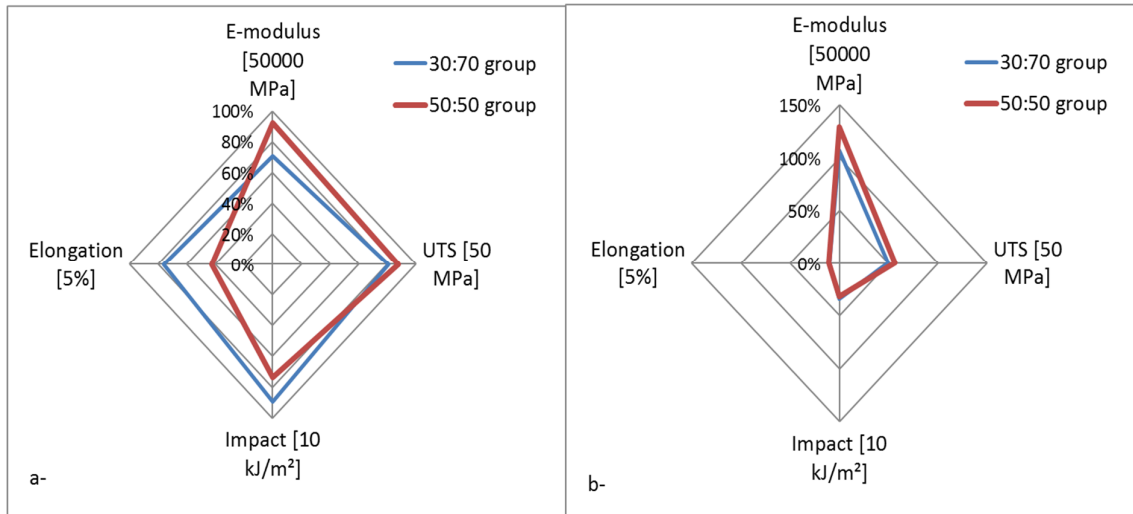 E-modulus
[50000
MPa]
30:70 group
50:50 group
100%
80%
60%
40%
20%
0%
Elongation
[5%]
UTS [50
MPa]
Impact [10
kJ/m²]
a-
E-modulus
[50000
MPa]
30:70 group
50:50 group
150%
100%
50%
0%
Elongation
[5%]
UTS [50
MPa]
Impact [10
kJ/m²]
b-